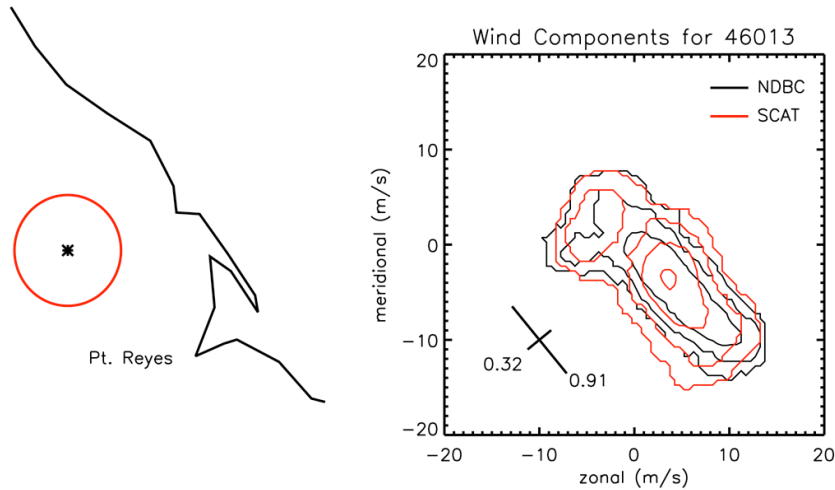 Pt. Reyes
Wind Components for 46013
NDBC
SCAT
meridional (m/s)
20
10
0
−10
−20
0.32
0.91
−20
−10
0
10
20
zonal (m/s)